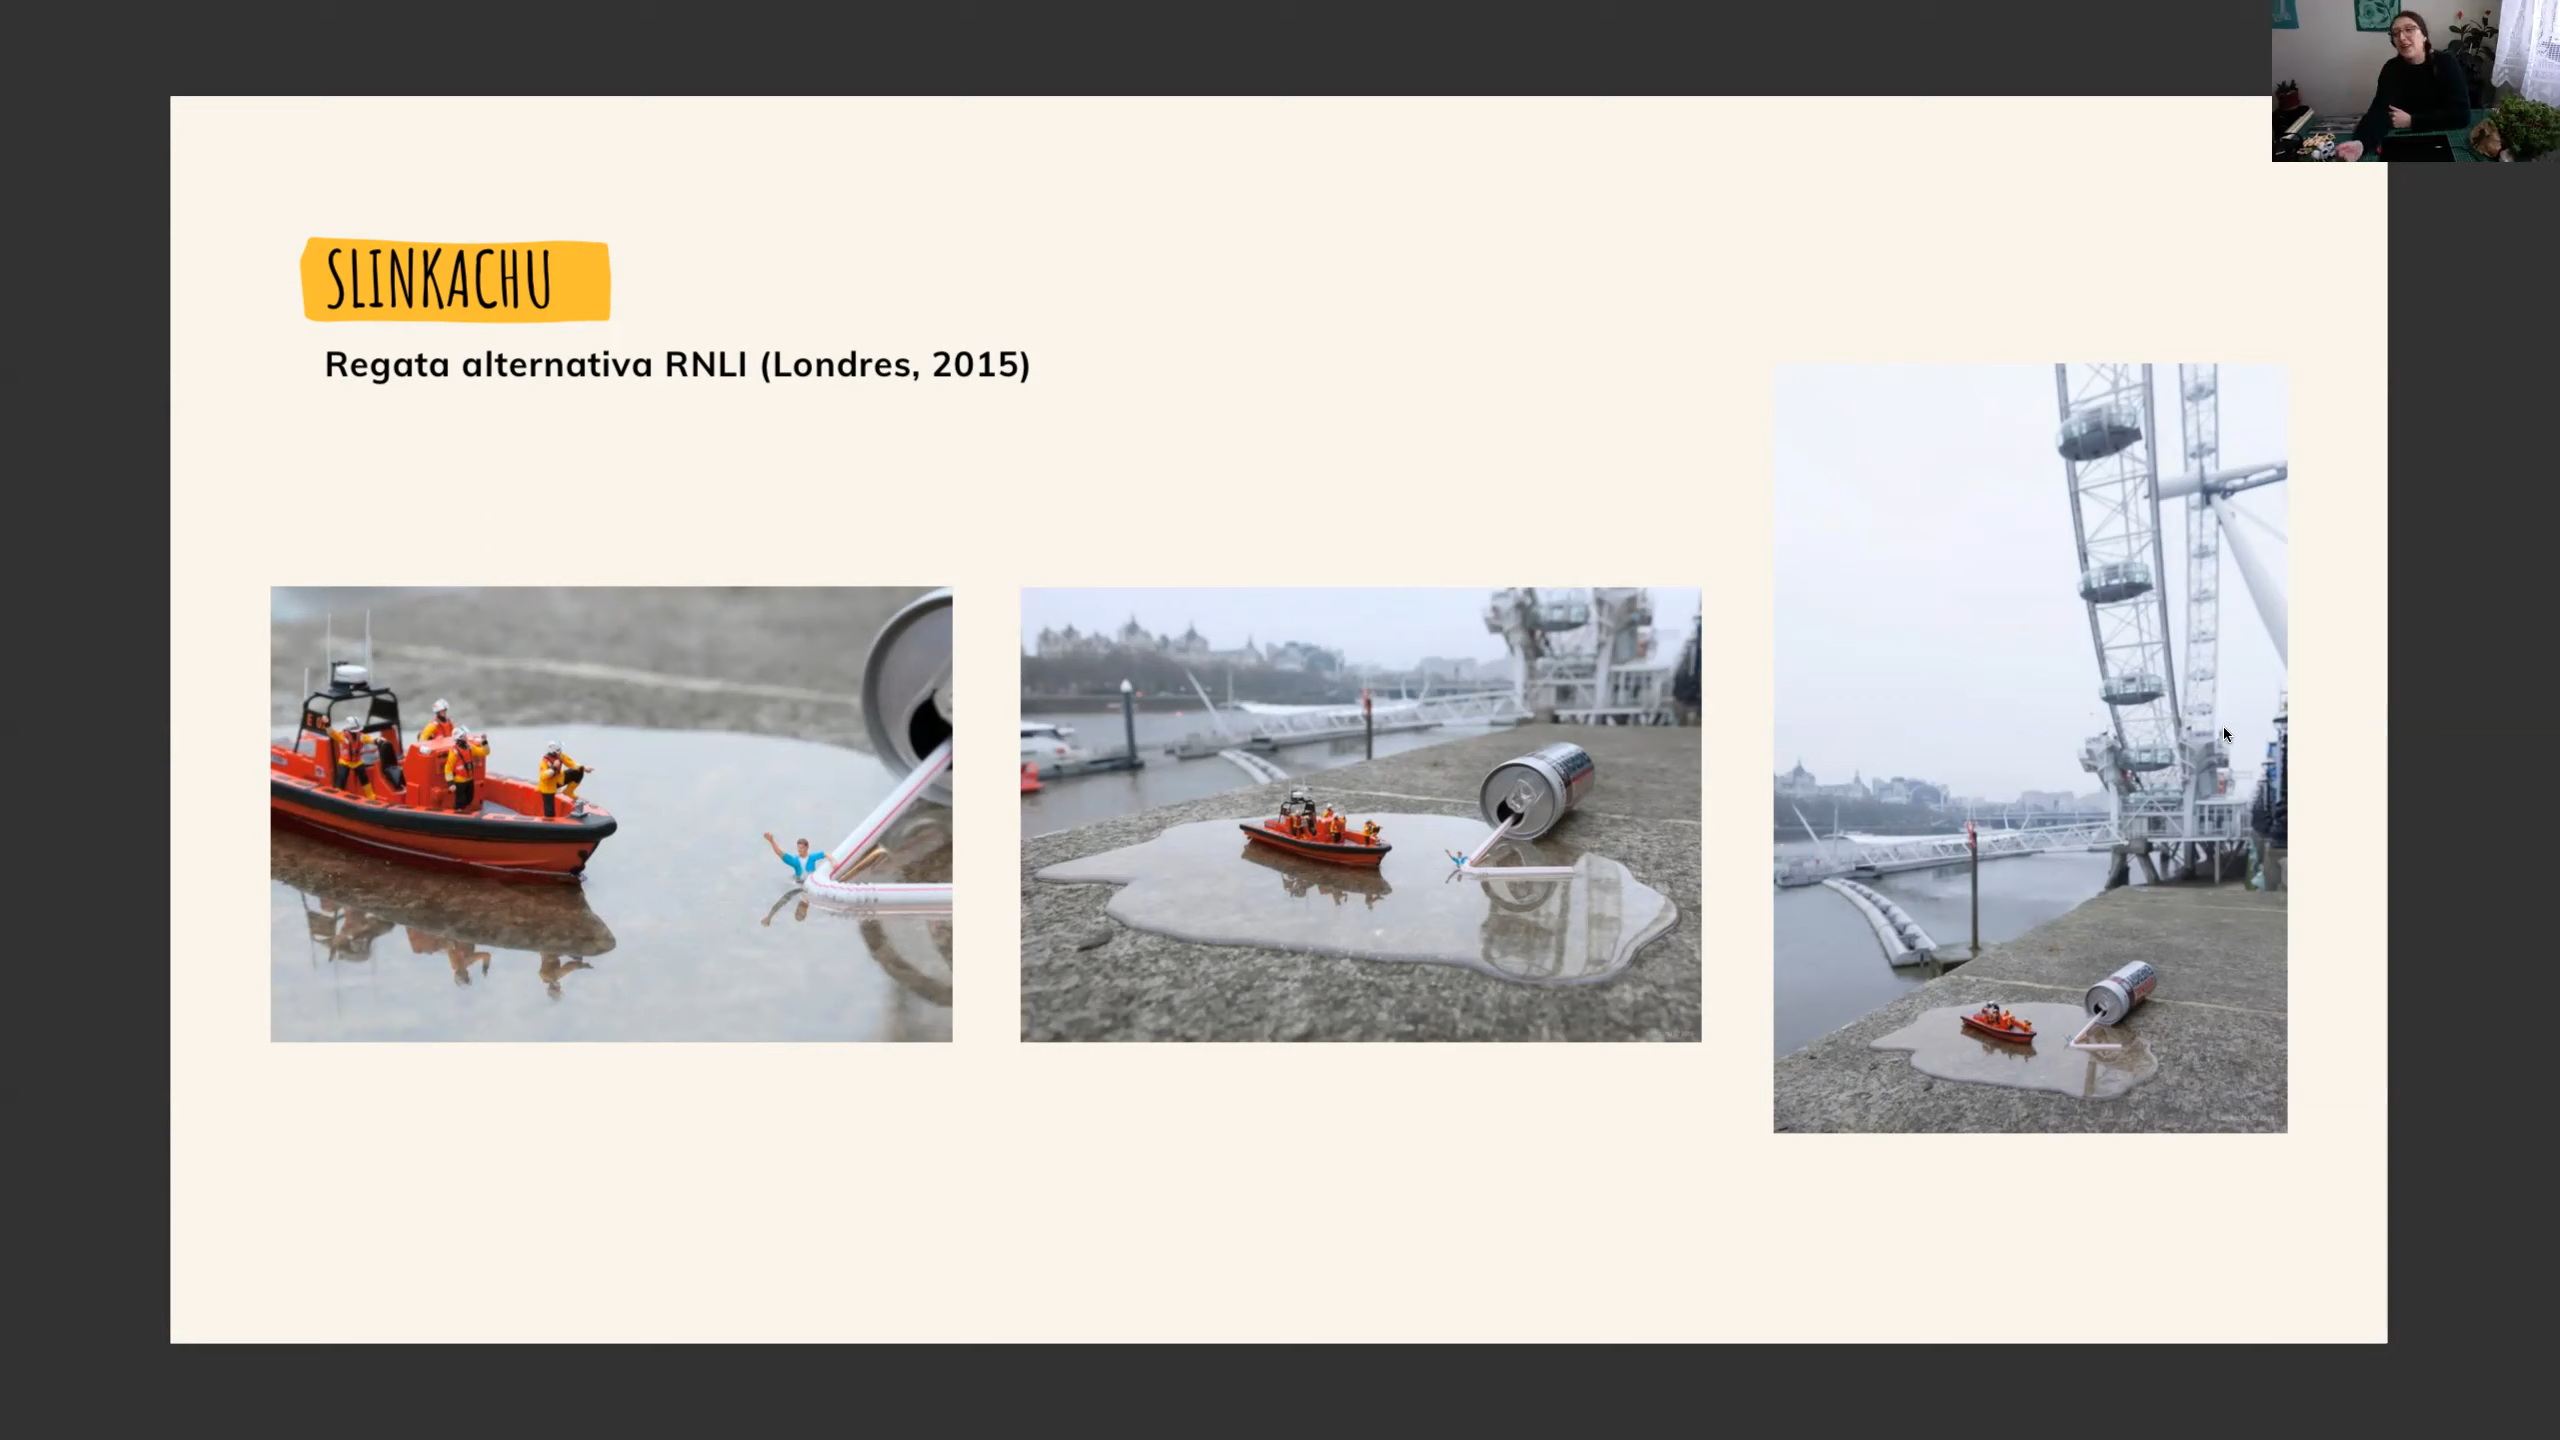 SLINKACHU
Regata alternativa RNLI (Londres, 2015)